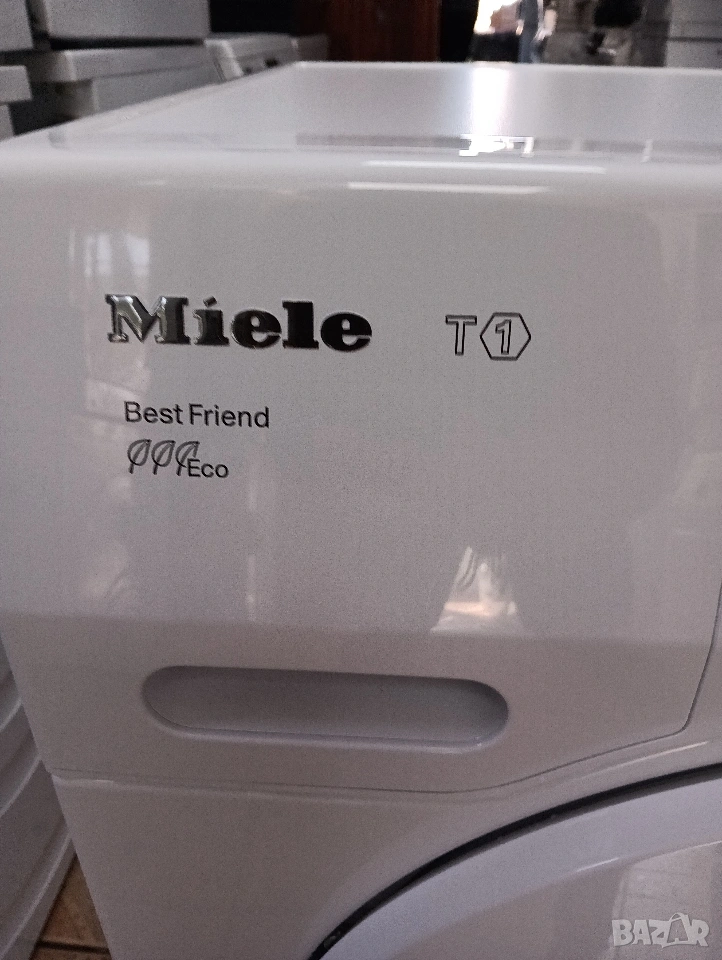 Miele T1
Best Friend
Eco
BAZAR